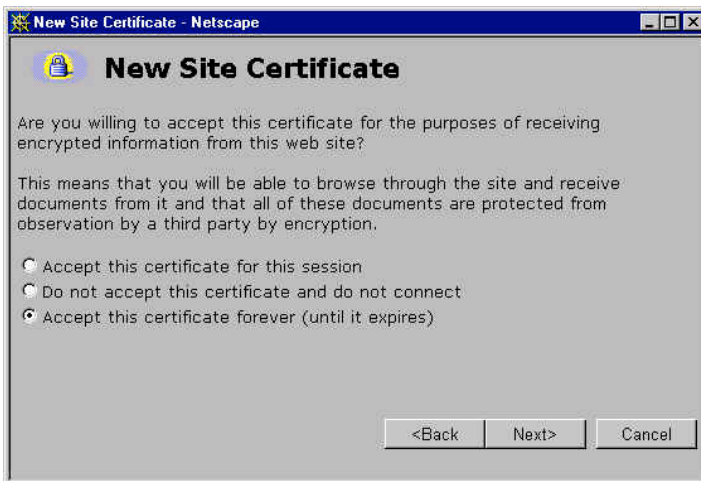 New Site Certificate - Netscape
New Site Certificate
Are you willing to accept this certificate for the purposes of receiving
encrypted information from this web site?
This means that you will be able to browse through the site and receive
documents from it and that all of these documents are protected from
observation by a third party by encryption.
Accept this certificate for this session
Do not accept this certificate and do not connect
Accept this certificate forever (until it expires)
<Back Next> Cancel